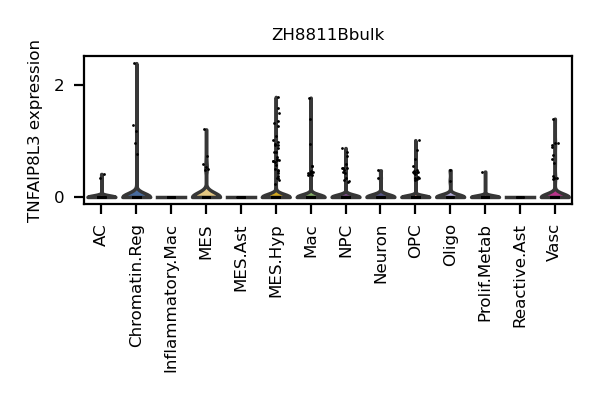 ZH8811Bbulk
TNFAIP8L3 expression
2
0
AC
Chromatin.Reg
Inflammatory.Mac
MES
MES.Ast
MES.Hyp
Mac
NPC
Neuron
OPC
Oligo
Prolif.Metab
Reactive.Ast
Vasc